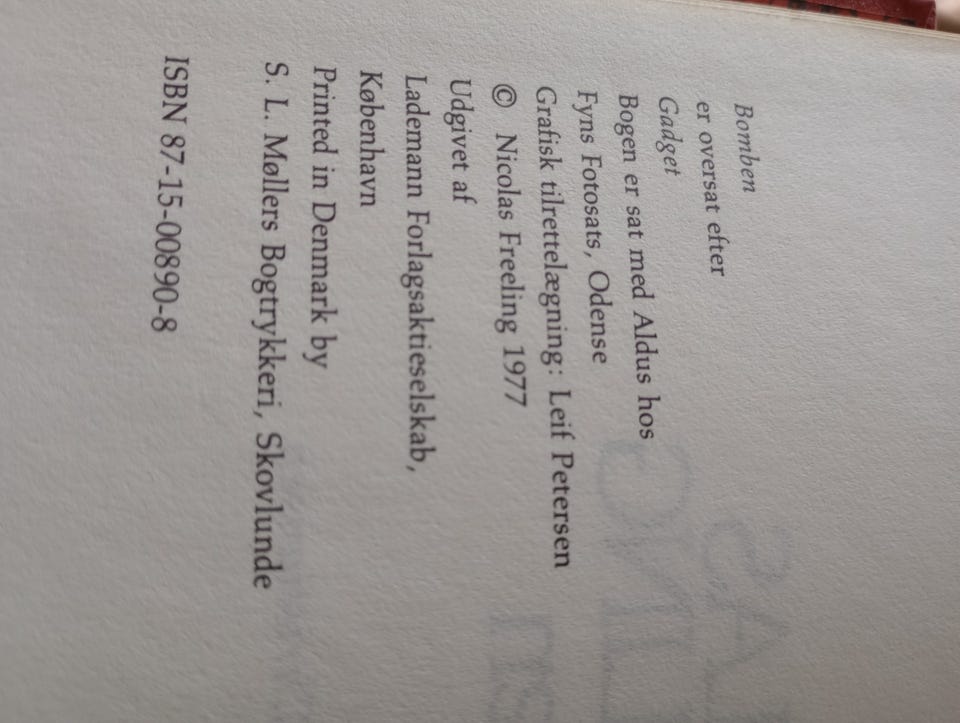 Bomben
er oversat efter
Gadget
Bogen er sat med Aldus hos
Fyns Fotosats, Odense
Grafisk tilrettelægning: Leif Petersen
© Nicolas Freeling 1977
Udgivet af
Lademann Forlagsaktieselskab,
København
Printed in Denmark by
S. L. Møllers Bogtrykkeri, Skovlunde
ISBN 87-15-00890-8